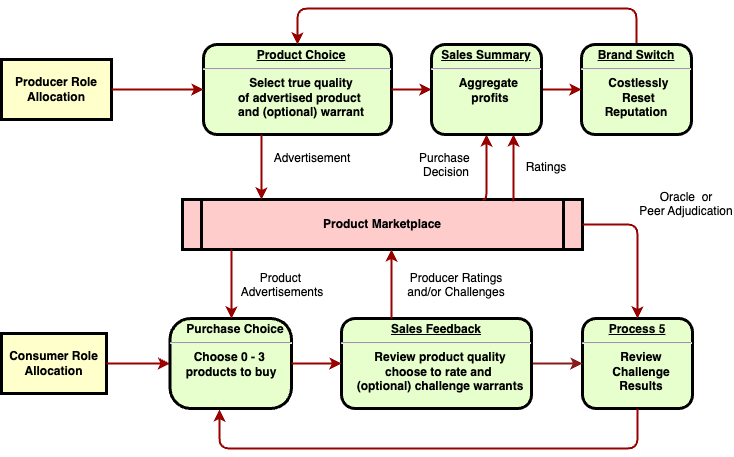 Product Choice
Sales Summary
Brand Switch
Producer Role
Allocation
Select true quality
of advertised product
and (optional) warrant
Aggregate
profits
Costlessly
Reset
Reputation
Advertisement
Purchase
Decision
Ratings
Oracle or
Peer Adjudication
Product Marketplace
Product
Advertisements
Producer Ratings
and/or Challenges
Purchase Choice
Sales Feedback
Process 5
Consumer Role
Allocation
Choose 0 - 3
products to buy
Review product quality
choose to rate and
(optional) challenge warrants
Review
Challenge
Results